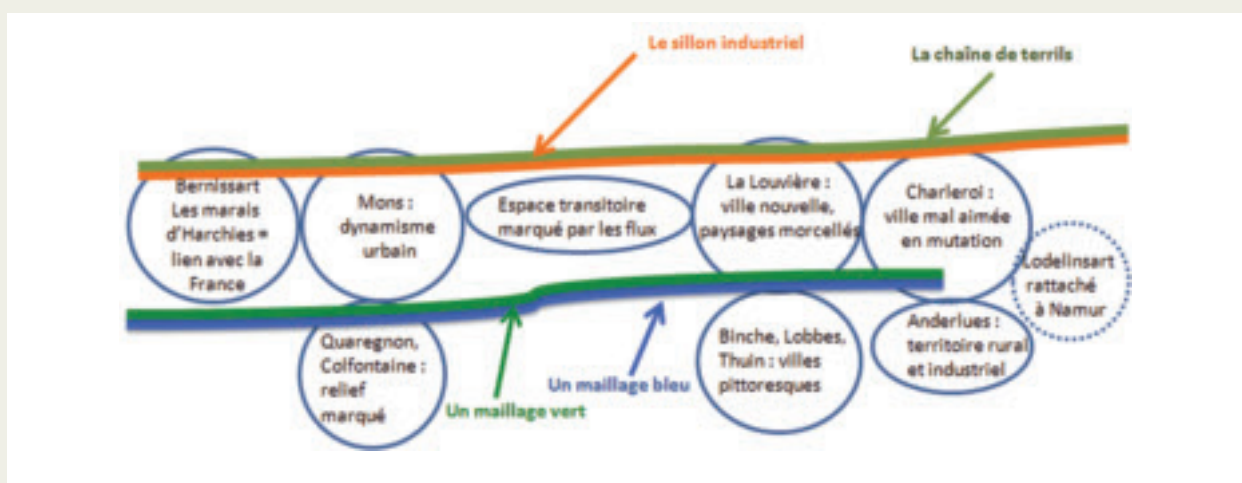 Le sillon industriel
La chaîne de terrils
Bernissart
Les marais
d'Harchies =
lien avec la
France
Mons :
dynamisme
urbain
Espace transitoire
marqué par les flux
La Louvière :
ville nouvelle,
paysages morcellés
Charleroi :
ville mal aimée
en mutation
Lodelinsart
rattaché
à Namur
Quaregnon,
Colfontaine :
relief
marqué
Un maillage vert
Un maillage bleu
Binche, Lobbes,
Thuin : villes
pittoresques
Anderlues :
territoire rural
et industriel